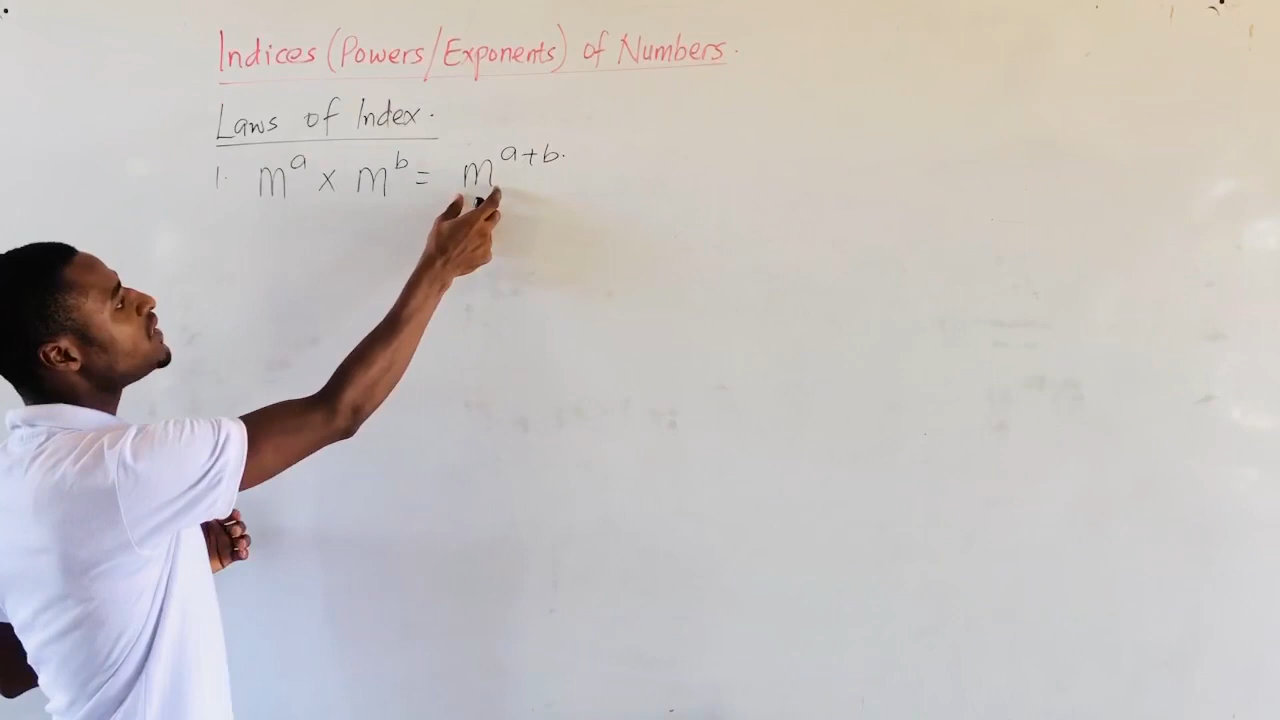 Indices (Powers/Exponents) of Numbers.
Laws of Index.
1. m^a × m^b = m^(a+b).